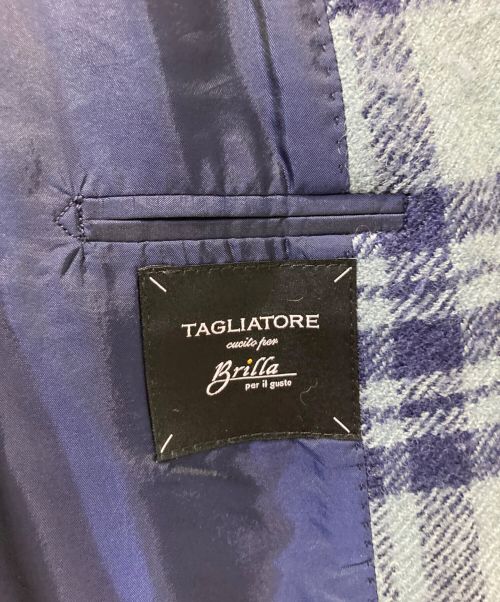 TAGLIATORE
cucito per
Brilla
per il gusto